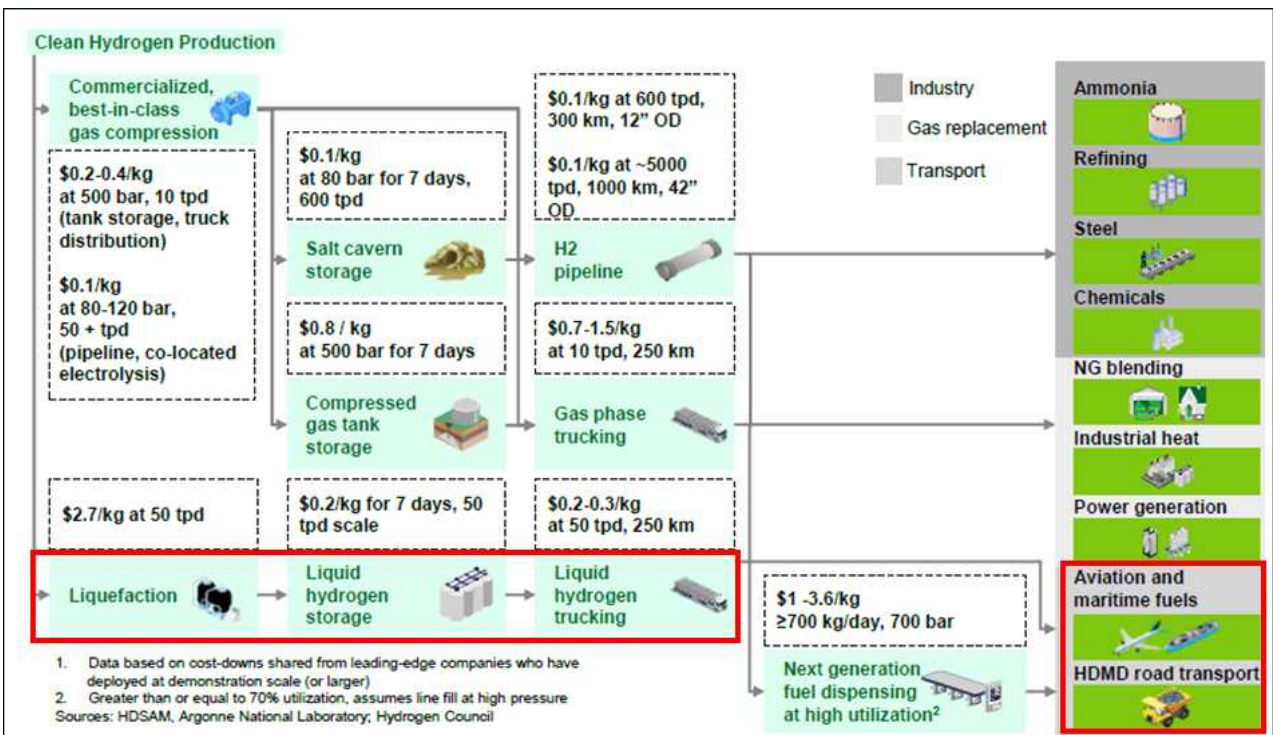 Clean Hydrogen Production
Commercialized,
best-in-class
gas compression
$0.2-0.4/kg
at 500 bar, 10 tpd
(tank storage, truck
distribution)
$0.1/kg
at 80-120 bar,
50 + tpd
(pipeline, co-located
electrolysis)
$0.1/kg
at 80 bar for 7 days,
600 tpd
Salt cavern
storage
$0.8 / kg
at 500 bar for 7 days
Compressed
gas tank
storage
$0.1/kg at 600 tpd,
300 km, 12” OD
$0.1/kg at ~5000
tpd, 1000 km, 42”
OD
H2
pipeline
$0.7-1.5/kg
at 10 tpd, 250 km
Gas phase
trucking
$2.7/kg at 50 tpd
$0.2/kg for 7 days, 50
tpd scale
$0.2-0.3/kg
at 50 tpd, 250 km
Liquefaction
Liquid
hydrogen
storage
Liquid
hydrogen
trucking
$1 -3.6/kg
≥700 kg/day, 700 bar
Next generation
fuel dispensing
at high utilization2
Industry
Gas replacement
Transport
Ammonia
Refining
Steel
Chemicals
NG blending
Industrial heat
Power generation
Aviation and
maritime fuels
HDMD road transport
1. Data based on cost-downs shared from leading-edge companies who have
deployed at demonstration scale (or larger)
2. Greater than or equal to 70% utilization, assumes line fill at high pressure
Sources: HDSAM, Argonne National Laboratory; Hydrogen Council